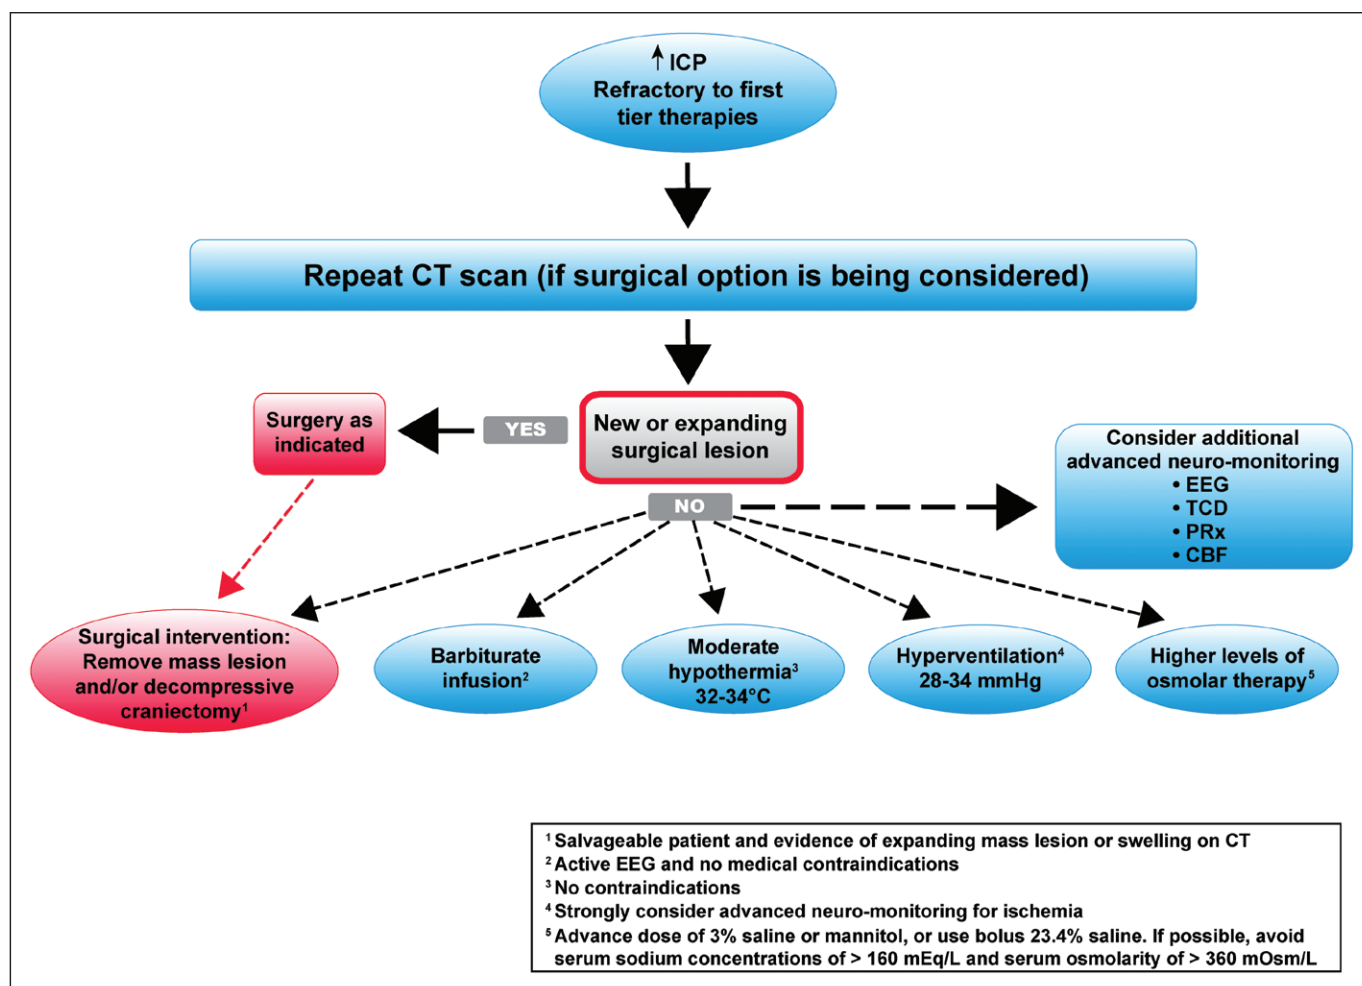 ↑ ICP
Refractory to first
tier therapies
Repeat CT scan (if surgical option is being considered)
Surgery as
indicated
YES
New or expanding
surgical lesion
NO
Consider additional
advanced neuro-monitoring
• EEG
• TCD
• PRx
• CBF
Surgical intervention:
Remove mass lesion
and/or decompressive
craniectomy¹
Barbiturate
infusion²
Moderate
hypothermia³
32-34°C
Hyperventilation⁴
28-34 mmHg
Higher levels of
osmolar therapy⁵
¹ Salvageable patient and evidence of expanding mass lesion or swelling on CT
² Active EEG and no medical contraindications
³ No contraindications
⁴ Strongly consider advanced neuro-monitoring for ischemia
⁵ Advance dose of 3% saline or mannitol, or use bolus 23.4% saline. If possible, avoid
serum sodium concentrations of > 160 mEq/L and serum osmolarity of > 360 mOsm/L